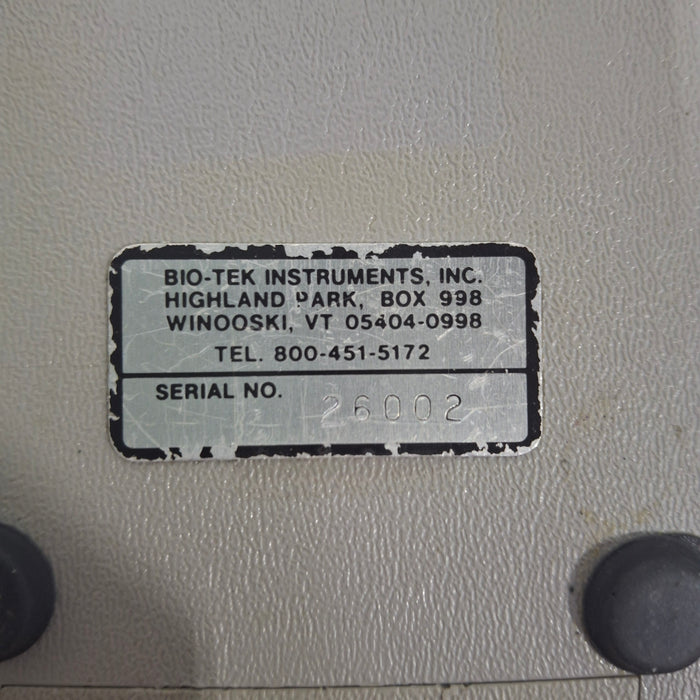 BIO-TEK INSTRUMENTS, INC.
HIGHLAND PARK, BOX 998
WINOOSKI, VT 05404-0998
TEL. 800-451-5172
SERIAL NO. 26002